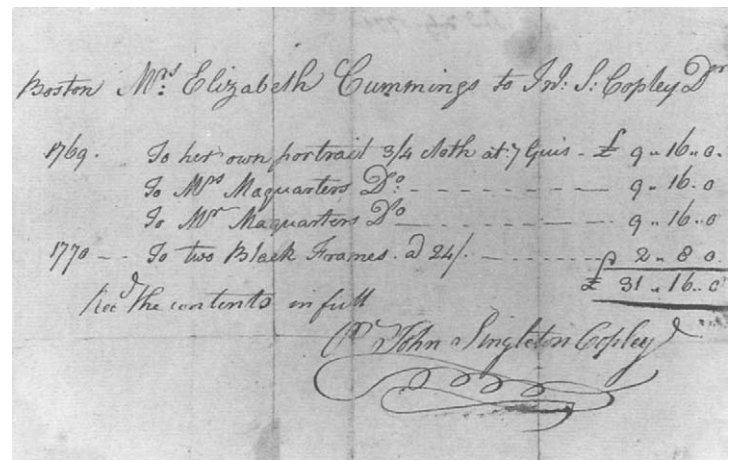 Boston Mrs: Elizabeth Cummings to Jno: S: Copley Dr
1769. To her own portrait 3/4 cloth at 7 Guis - £ 9 " 16 .. 0.
To Mrs Maquarters Do: - - - - - - 9 .. 16. 0
To Mr Maquarters Do - - - - - - 9 " 16 .. 0
1770 - - To two Black Frames. a 24/. - - - - - - 2 - 8 0.
£ 31 " 16 .. 0
Recd the contents in full
Pr John Singleton Copley